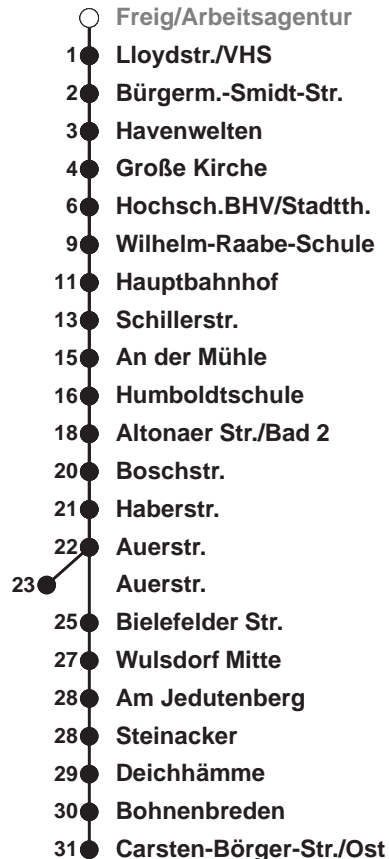 Freig/Arbeitsagentur
1 Lloydstr./VHS
2 Bürgerm.-Smidt-Str.
3 Havenwelten
4 Große Kirche
6 Hochsch.BHV/Stadtth.
9 Wilhelm-Raabe-Schule
11 Hauptbahnhof
13 Schillerstr.
15 An der Mühle
16 Humboldtschule
18 Altonaer Str./Bad 2
20 Boschstr.
21 Haberstr.
22 Auerstr.
23 Auerstr.
25 Bielefelder Str.
27 Wulsdorf Mitte
28 Am Jedutenberg
28 Steinacker
29 Deichhämme
30 Bohnenbreden
31 Carsten-Börger-Str./Ost